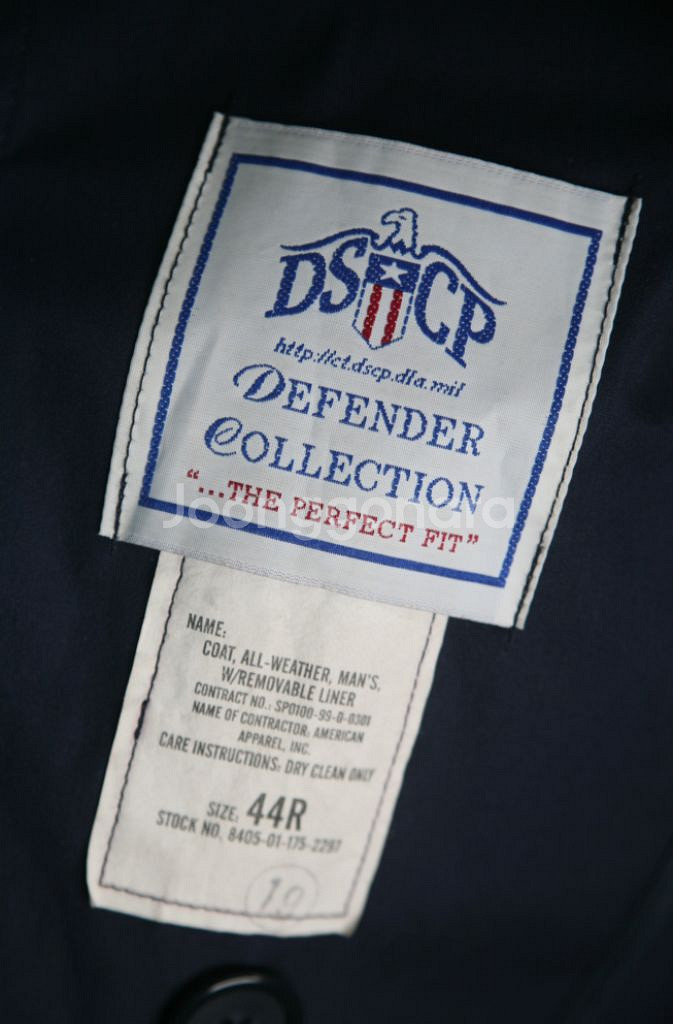 DSCP
http://ct.dscp.dla.mil
DEFENDER
COLLECTION
"...THE PERFECT FIT"
Joonggonara
NAME:
COAT, ALL-WEATHER, MAN'S,
W/REMOVABLE LINER
CONTRACT NO.: SP0100-99-D-0301
NAME OF CONTRACTOR: AMERICAN
APPAREL, INC.
CARE INSTRUCTIONS: DRY CLEAN ONLY
SIZE: 44R
STOCK NO. 8405-01-175-2297
19